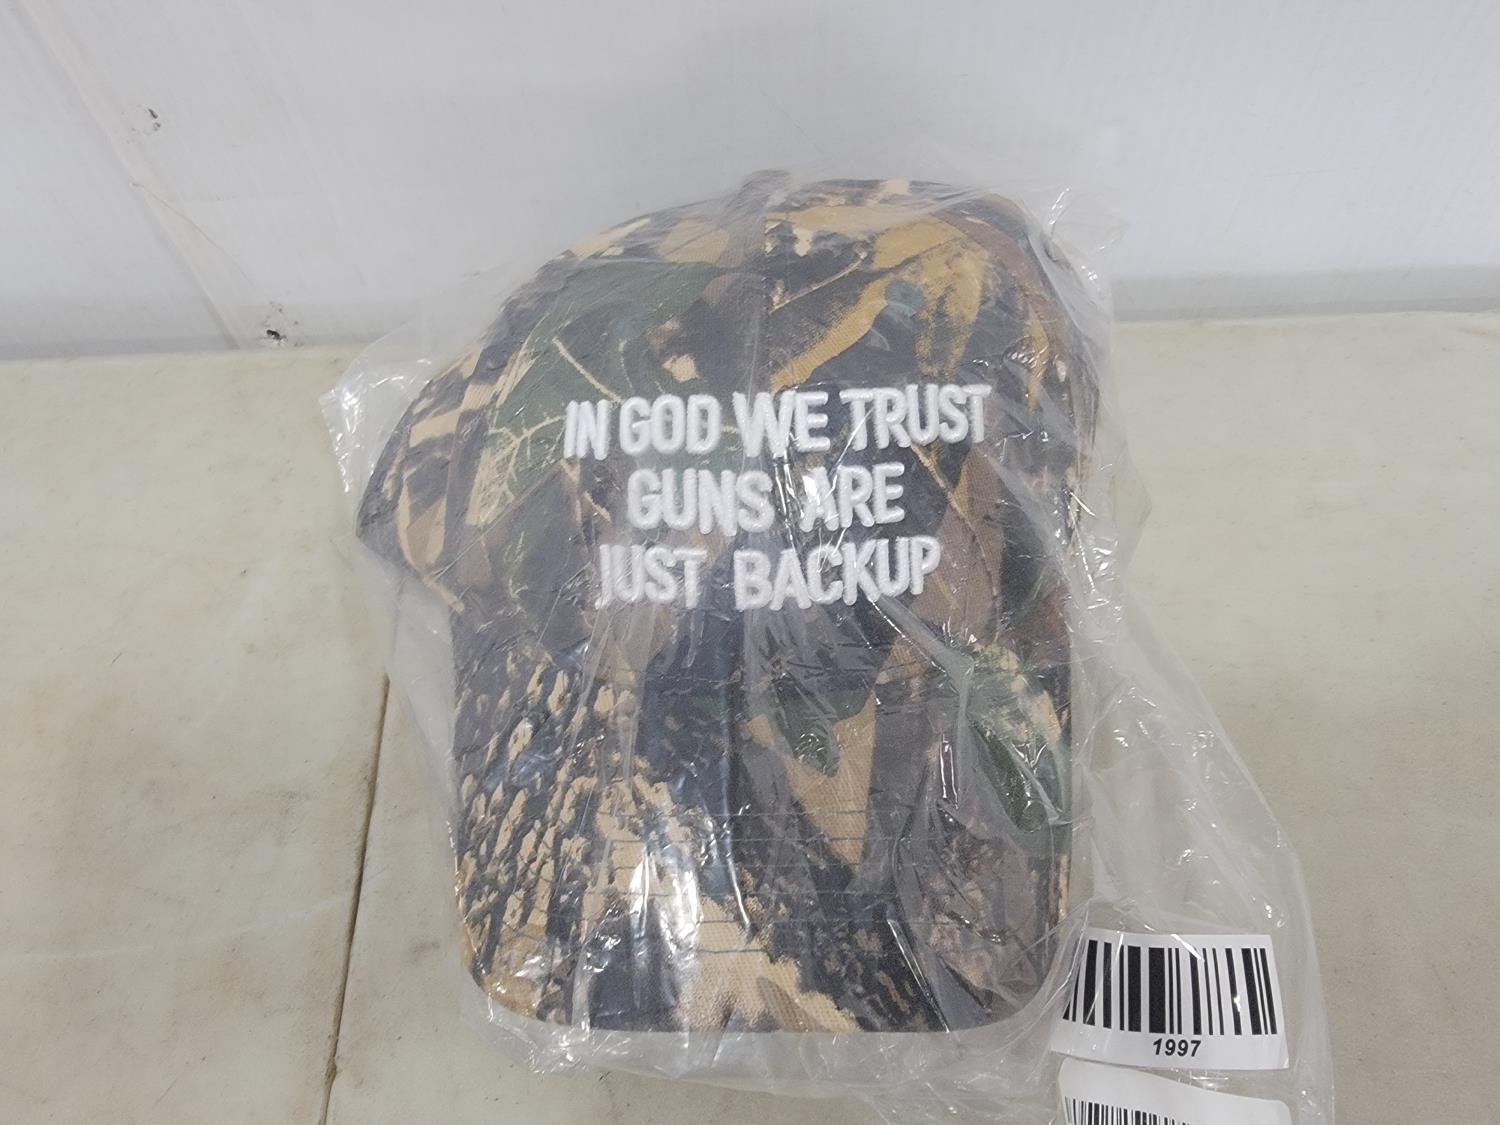 IN GOD WE TRUST
GUNS ARE
JUST BACKUP
1997